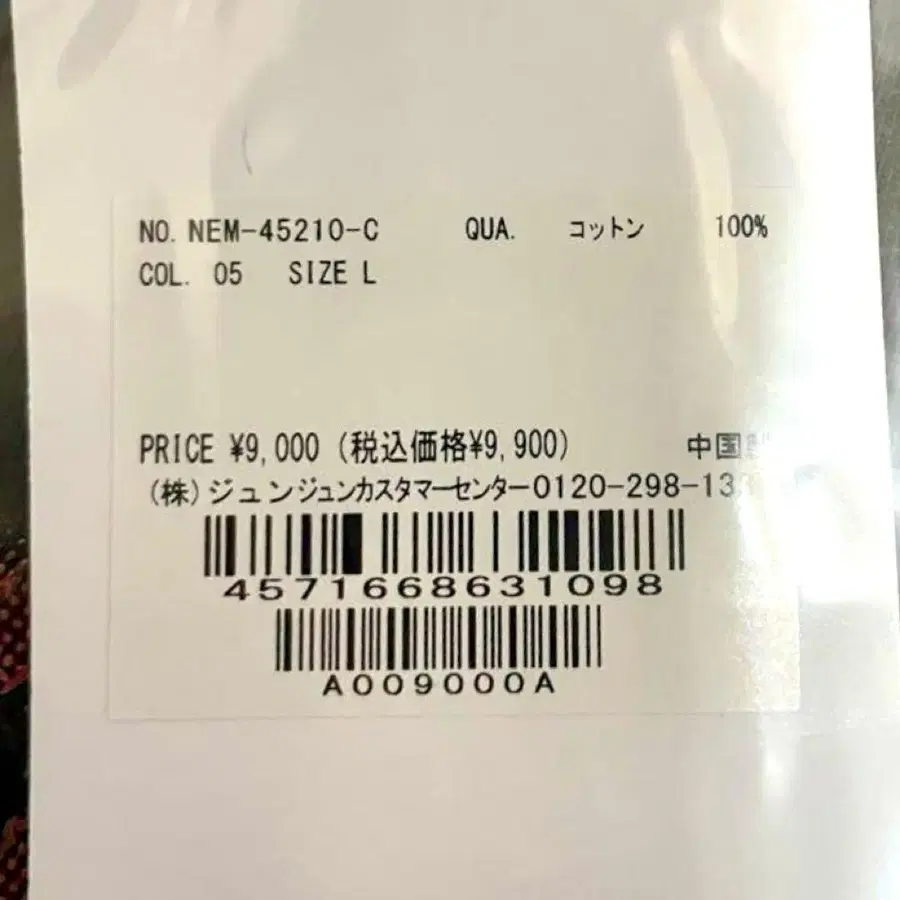 NO. NEM-45210-C QUA. コットン 100%
COL. 05 SIZE L
PRICE ¥9,000 (税込価格¥9,900) 中国
(株)ジュンジュンカスタマーセンター0120-298-13
4571668631098
A009000A